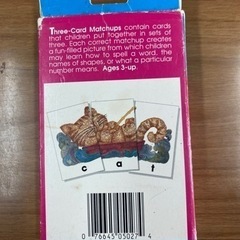 Three-Card Matchups contain cards
that children put together in sets of
three. Each correct matchup creates
a fun-filled picture from which children
may learn how to spell a word, the
names of shapes, or what a particular
number means. Ages 3-up.
c a t
0 76645 05027 4